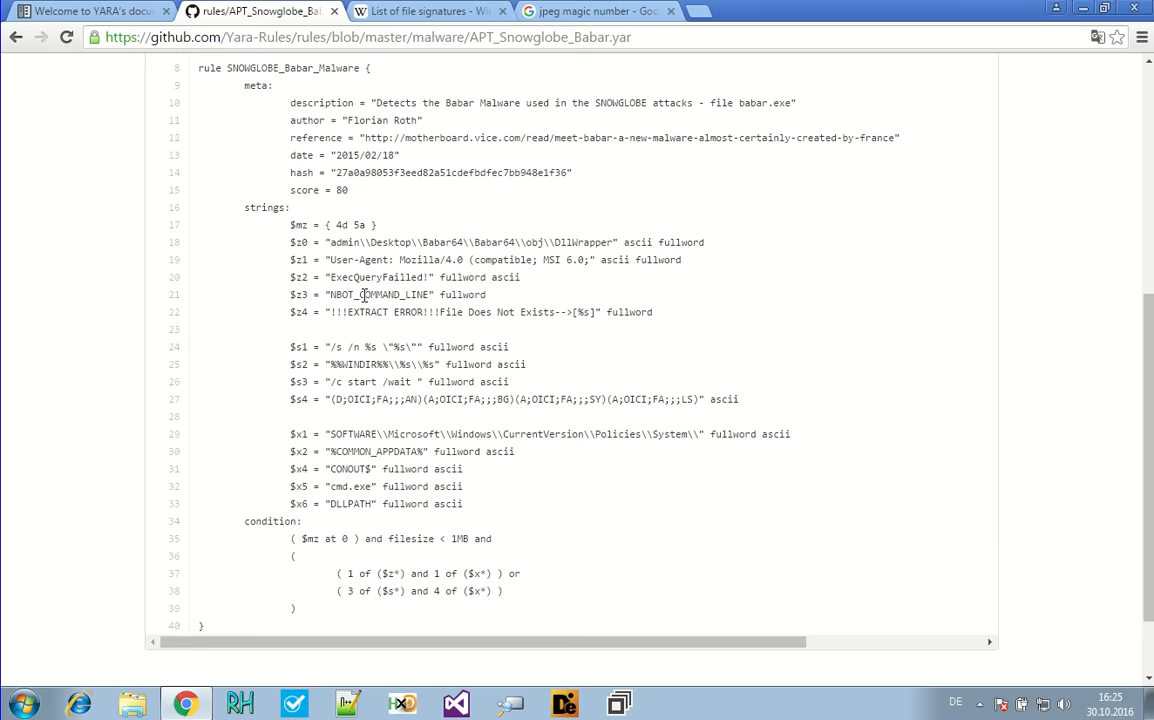 Welcome to YARA's docu
rules/APT_Snowglobe_Bab
List of file signatures - Wi
jpeg magic number - Goo
https://github.com/Yara-Rules/rules/blob/master/malware/APT_Snowglobe_Babar.yar
8 rule SNOWGLOBE_Babar_Malware {
9 meta:
10 description = "Detects the Babar Malware used in the SNOWGLOBE attacks - file babar.exe"
11 author = "Florian Roth"
12 reference = "http://motherboard.vice.com/read/meet-babar-a-new-malware-almost-certainly-created-by-france"
13 date = "2015/02/18"
14 hash = "27a0a98053f3eed82a51cdefbdfec7bb948e1f36"
15 score = 80
16 strings:
17 $mz = { 4d 5a }
18 $z0 = "admin\\Desktop\\Babar64\\Babar64\\obj\\DllWrapper" ascii fullword
19 $z1 = "User-Agent: Mozilla/4.0 (compatible; MSI 6.0;" ascii fullword
20 $z2 = "ExecQueryFailled!" fullword ascii
21 $z3 = "NBOT_COMMAND_LINE" fullword
22 $z4 = "!!!EXTRACT ERROR!!!File Does Not Exists-->[%s]" fullword
23
24 $s1 = "/s /n %s \"%s\"" fullword ascii
25 $s2 = "%%WINDIR%%\\%s\\%s" fullword ascii
26 $s3 = "/c start /wait " fullword ascii
27 $s4 = "(D;OICI;FA;;;AN)(A;OICI;FA;;;BG)(A;OICI;FA;;;SY)(A;OICI;FA;;;LS)" ascii
28
29 $x1 = "SOFTWARE\\Microsoft\\Windows\\CurrentVersion\\Policies\\System\\" fullword ascii
30 $x2 = "%COMMON_APPDATA%" fullword ascii
31 $x4 = "CONOUT$" fullword ascii
32 $x5 = "cmd.exe" fullword ascii
33 $x6 = "DLLPATH" fullword ascii
34 condition:
35 ( $mz at 0 ) and filesize < 1MB and
36 (
37 ( 1 of ($z*) and 1 of ($x*) ) or
38 ( 3 of ($s*) and 4 of ($x*) )
39 )
40 }
RH
De
DE
16:25
30.10.2016